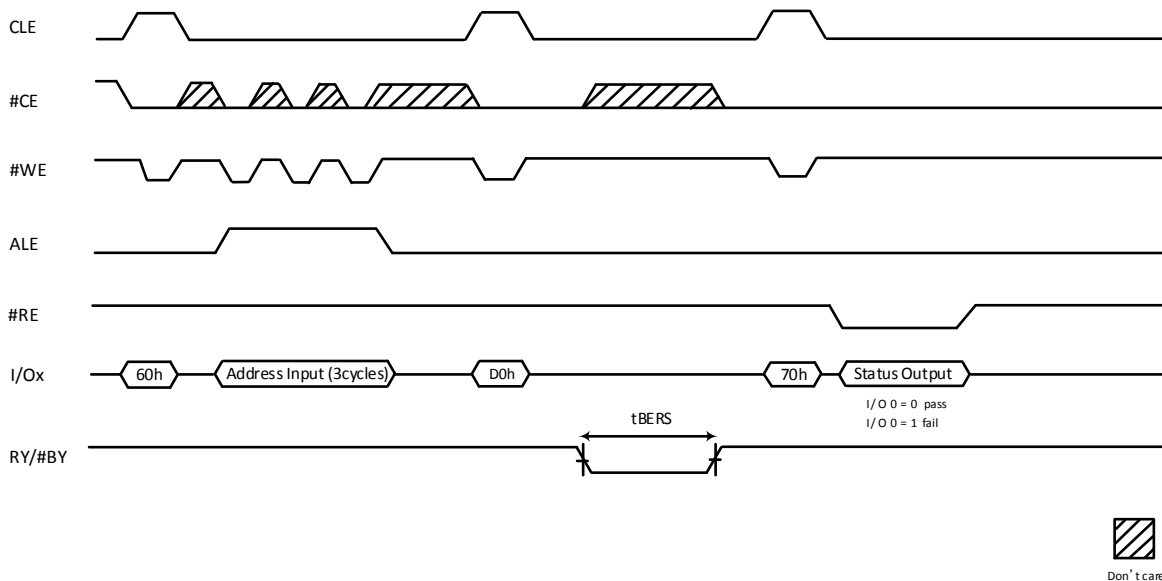 CLE
#CE
#WE
ALE
#RE
I/Ox 60h Address Input (3cycles) D0h 70h Status Output
I/O 0 = 0 pass
I/O 0 = 1 fail
tBERS
RY/#BY
Don't care